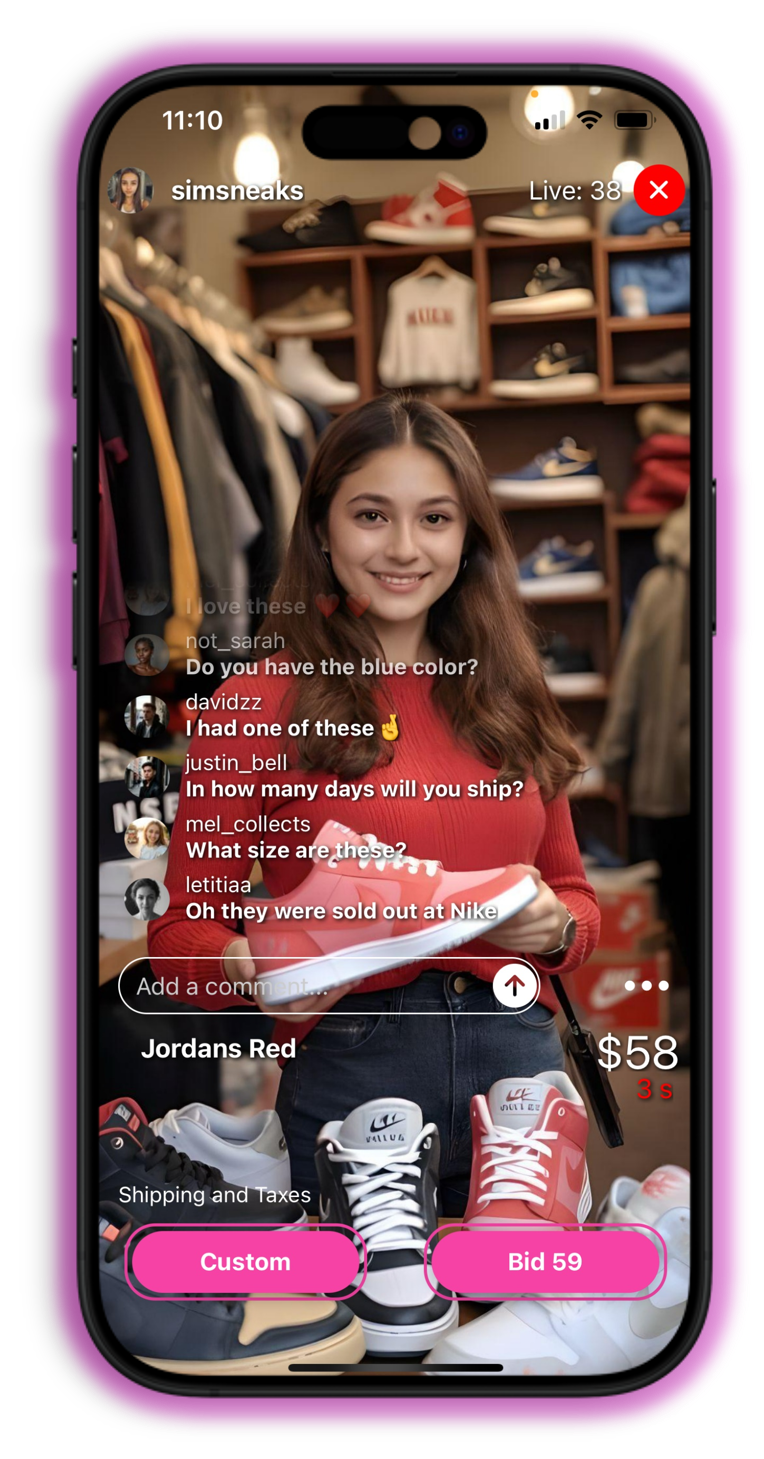 11:10
simsneaks
Live: 38
I love these ❤️❤️
not_sarah
Do you have the blue color?
davidzz
I had one of these 🤞
justin_bell
In how many days will you ship?
mel_collects
What size are these?
letitiaa
Oh they were sold out at Nike
Add a comment...
Jordans Red
$58
3 s
Shipping and Taxes
Custom
Bid 59